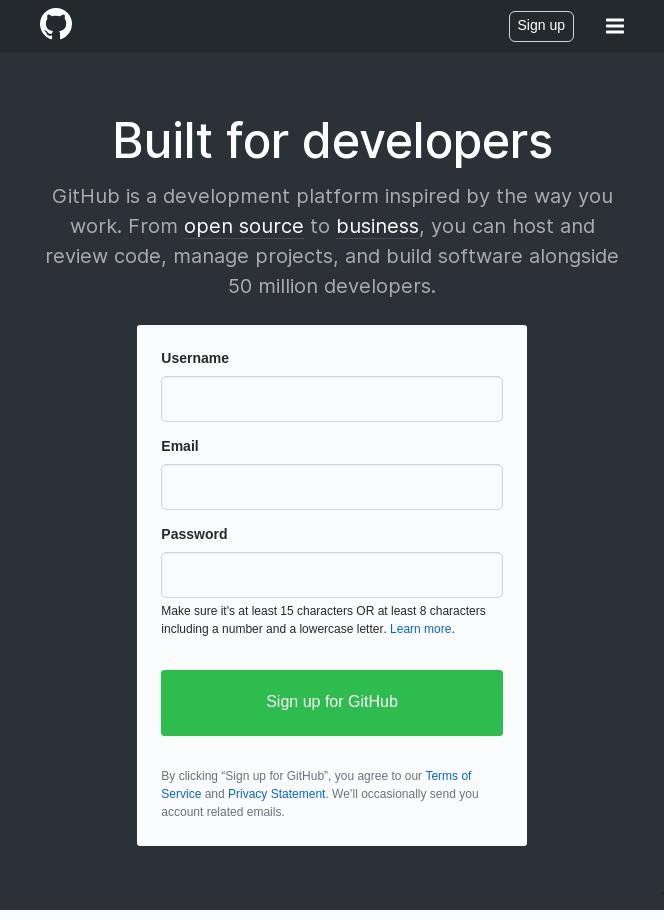 Sign up
Built for developers
GitHub is a development platform inspired by the way you
work. From open source to business, you can host and
review code, manage projects, and build software alongside
50 million developers.
Username
Email
Password
Make sure it's at least 15 characters OR at least 8 characters
including a number and a lowercase letter. Learn more.
Sign up for GitHub
By clicking “Sign up for GitHub”, you agree to our Terms of
Service and Privacy Statement. We’ll occasionally send you
account related emails.